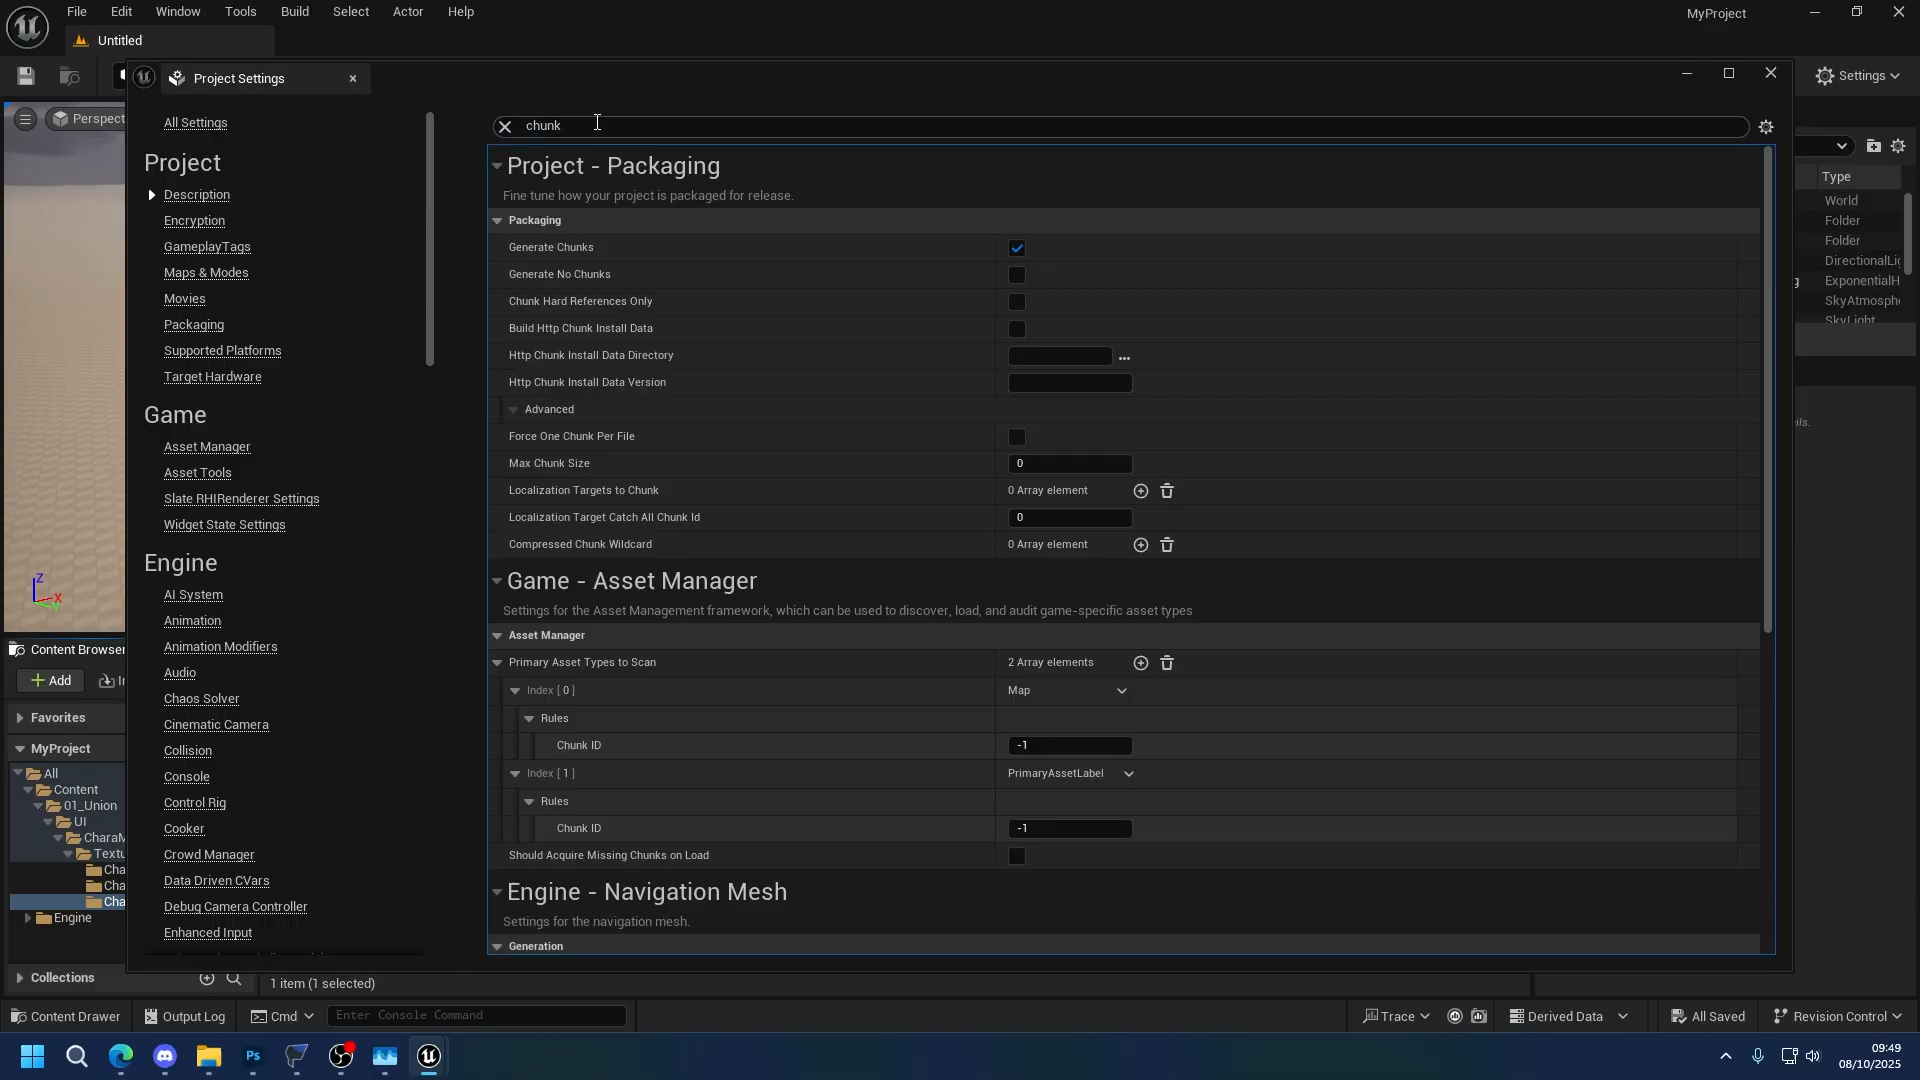 File Edit Window Tools Build Select Actor Help
MyProject
Untitled
Project Settings
Settings
Perspect
All Settings
chunk
Project
Description
Encryption
GameplayTags
Maps & Modes
Movies
Packaging
Supported Platforms
Target Hardware
Game
Asset Manager
Asset Tools
Slate RHIRenderer Settings
Widget State Settings
Engine
AI System
Animation
Animation Modifiers
Audio
Chaos Solver
Cinematic Camera
Collision
Console
Control Rig
Cooker
Crowd Manager
Data Driven CVars
Debug Camera Controller
Enhanced Input
Project - Packaging
Fine tune how your project is packaged for release.
Packaging
Generate Chunks
Generate No Chunks
Chunk Hard References Only
Build Http Chunk Install Data
Http Chunk Install Data Directory
Http Chunk Install Data Version
Advanced
Force One Chunk Per File
Max Chunk Size 0
Localization Targets to Chunk 0 Array element
Localization Target Catch All Chunk Id 0
Compressed Chunk Wildcard 0 Array element
Game - Asset Manager
Settings for the Asset Management framework, which can be used to discover, load, and audit game-specific asset types
Asset Manager
Primary Asset Types to Scan 2 Array elements
Index [ 0 ] Map
Rules
Chunk ID -1
Index [ 1 ] PrimaryAssetLabel
Rules
Chunk ID -1
Should Acquire Missing Chunks on Load
Engine - Navigation Mesh
Settings for the navigation mesh.
Generation
Type
World
Folder
Folder
DirectionalLig
ExponentialH
SkyAtmosphe
SkyLight
ils.
Z
X
Y
Content Browser
Add
Favorites
MyProject
All
Content
01_Union
UI
CharaM
Textu
Cha
Cha
Cha
Engine
Collections
1 item (1 selected)
Content Drawer Output Log Cmd Enter Console Command Trace Derived Data All Saved Revision Control
Ps
09:49
08/10/2025